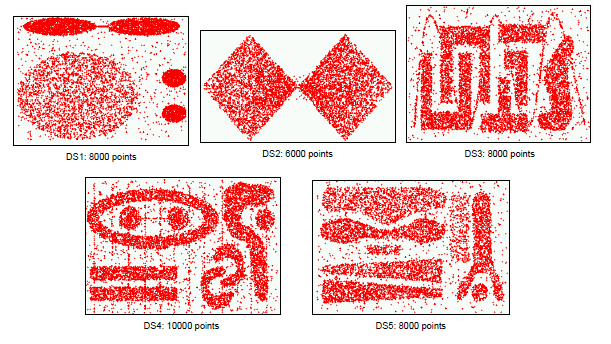 DS1: 8000 points
DS2: 6000 points
DS3: 8000 points
DS4: 10000 points
DS5: 8000 points